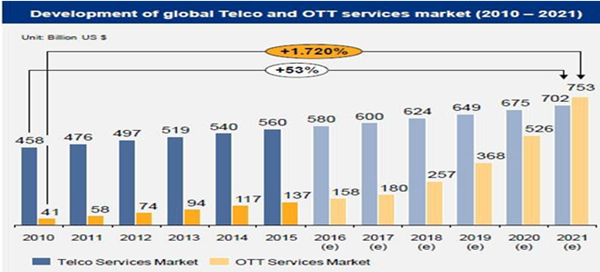 Development of global Telco and OTT services market (2010 – 2021)
Unit: Billion US $
+1.720%
+53%
458 41 476 58 497 74 519 94 540 117 560 137 580 158 600 180 624 257 649 368 675 526 702 753
2010 2011 2012 2013 2014 2015 2016 2017 2018 2019 2020 2021
(e) (e) (e) (e) (e) (e)
Telco Services Market OTT Services Market